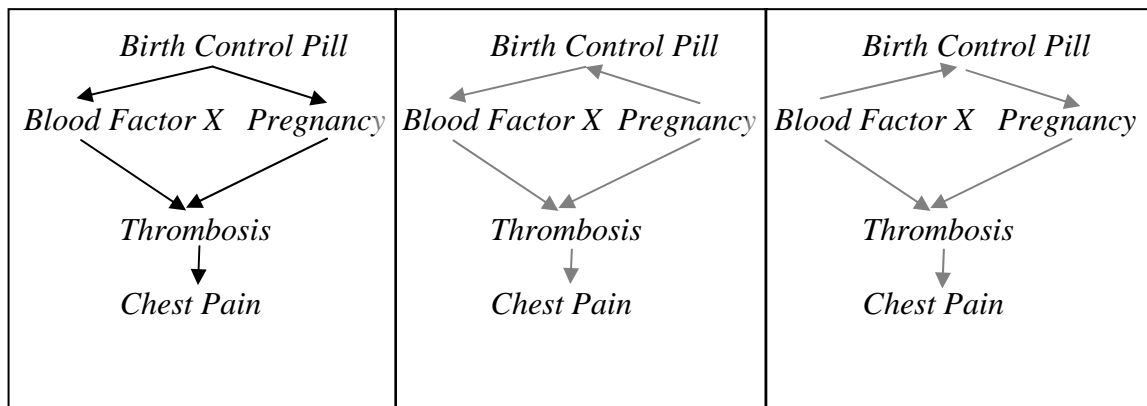 Birth Control Pill
Blood Factor X Pregnancy
Thrombosis
Chest Pain
Birth Control Pill
Blood Factor X Pregnancy
Thrombosis
Chest Pain
Birth Control Pill
Blood Factor X Pregnancy
Thrombosis
Chest Pain